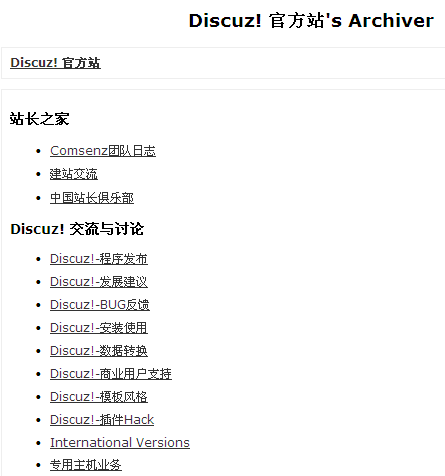 Discuz! 官方站's Archiver
Discuz! 官方站
站长之家
Comsenz团队日志
建站交流
中国站长俱乐部
Discuz! 交流与讨论
Discuz!-程序发布
Discuz!-发展建议
Discuz!-BUG反馈
Discuz!-安装使用
Discuz!-数据转换
Discuz!-商业用户支持
Discuz!-模板风格
Discuz!-插件Hack
International Versions
专用主机业务